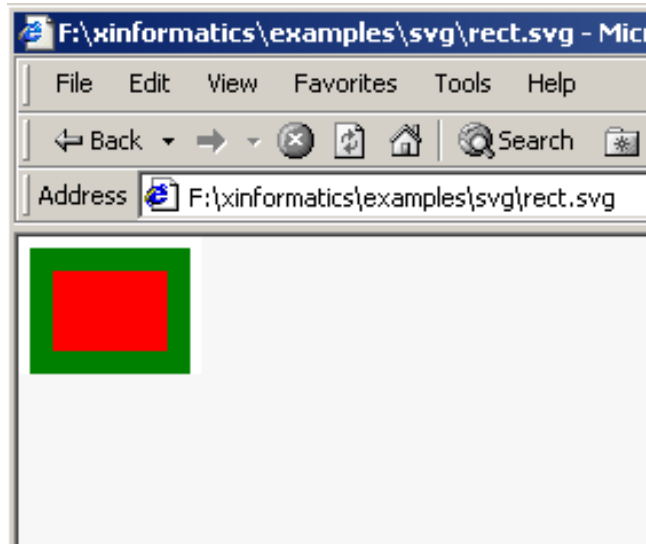 F:\xinformatics\examples\svg\rect.svg - Micr
File Edit View Favorites Tools Help
Back Search
Address F:\xinformatics\examples\svg\rect.svg